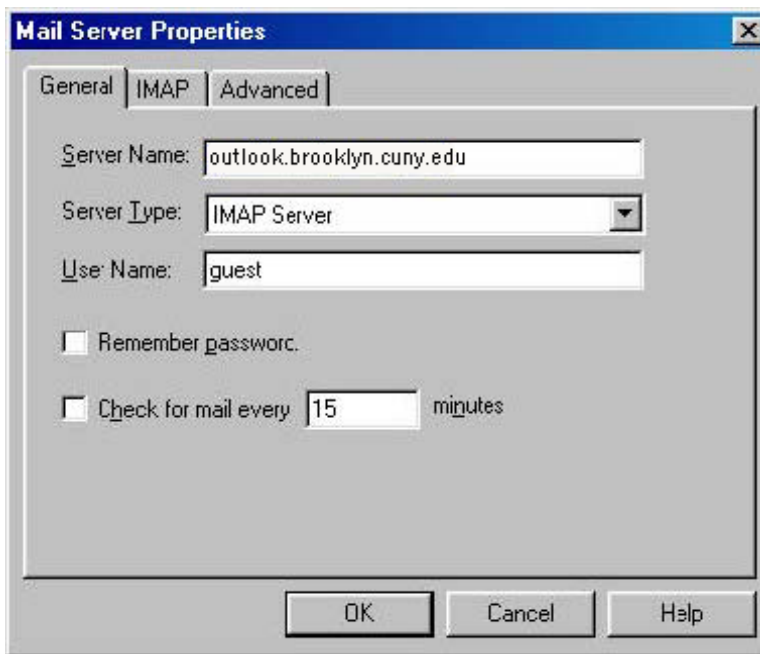 Mail Server Properties
General IMAP Advanced
Server Name: outlook.brooklyn.cuny.edu
Server Type: IMAP Server
User Name: guest
Remember password.
Check for mail every 15 minutes
OK Cancel Help